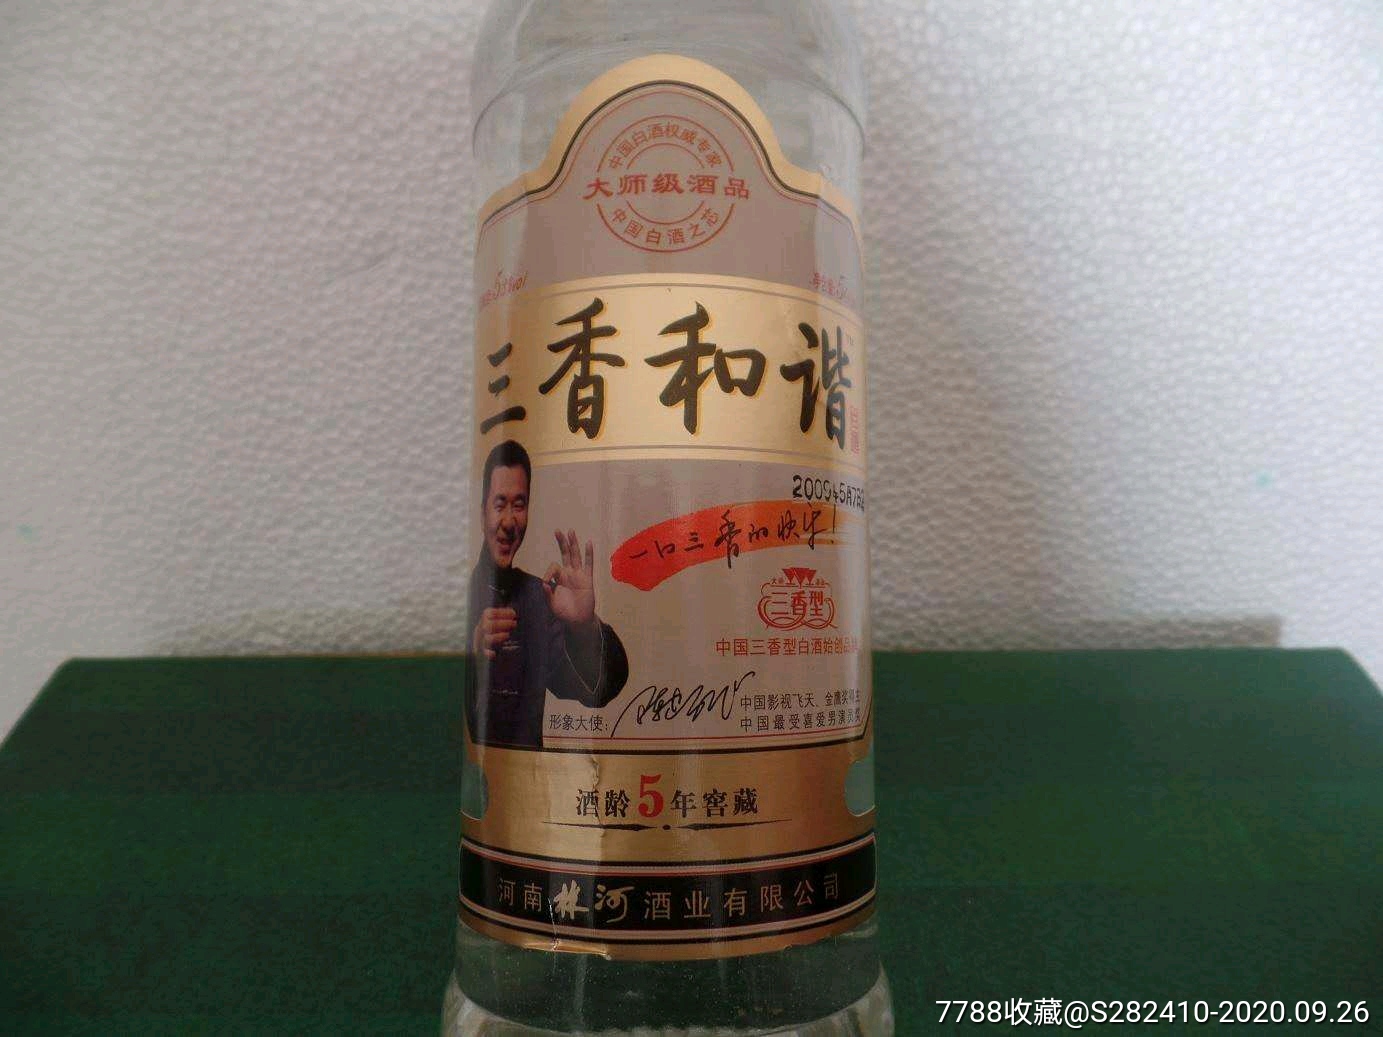 中国白酒权威专家
大师级酒品
中国白酒之芯
53%vol
三香和谐
2009年5月7日
一口三香的快乐!
三香型
中国三香型白酒始创品牌
形象大使:
中国影视飞天、金鹰奖得主
中国最受喜爱男演员奖
酒龄5年窖藏
河南林河酒业有限公司
7788收藏@S282410-2020.09.26